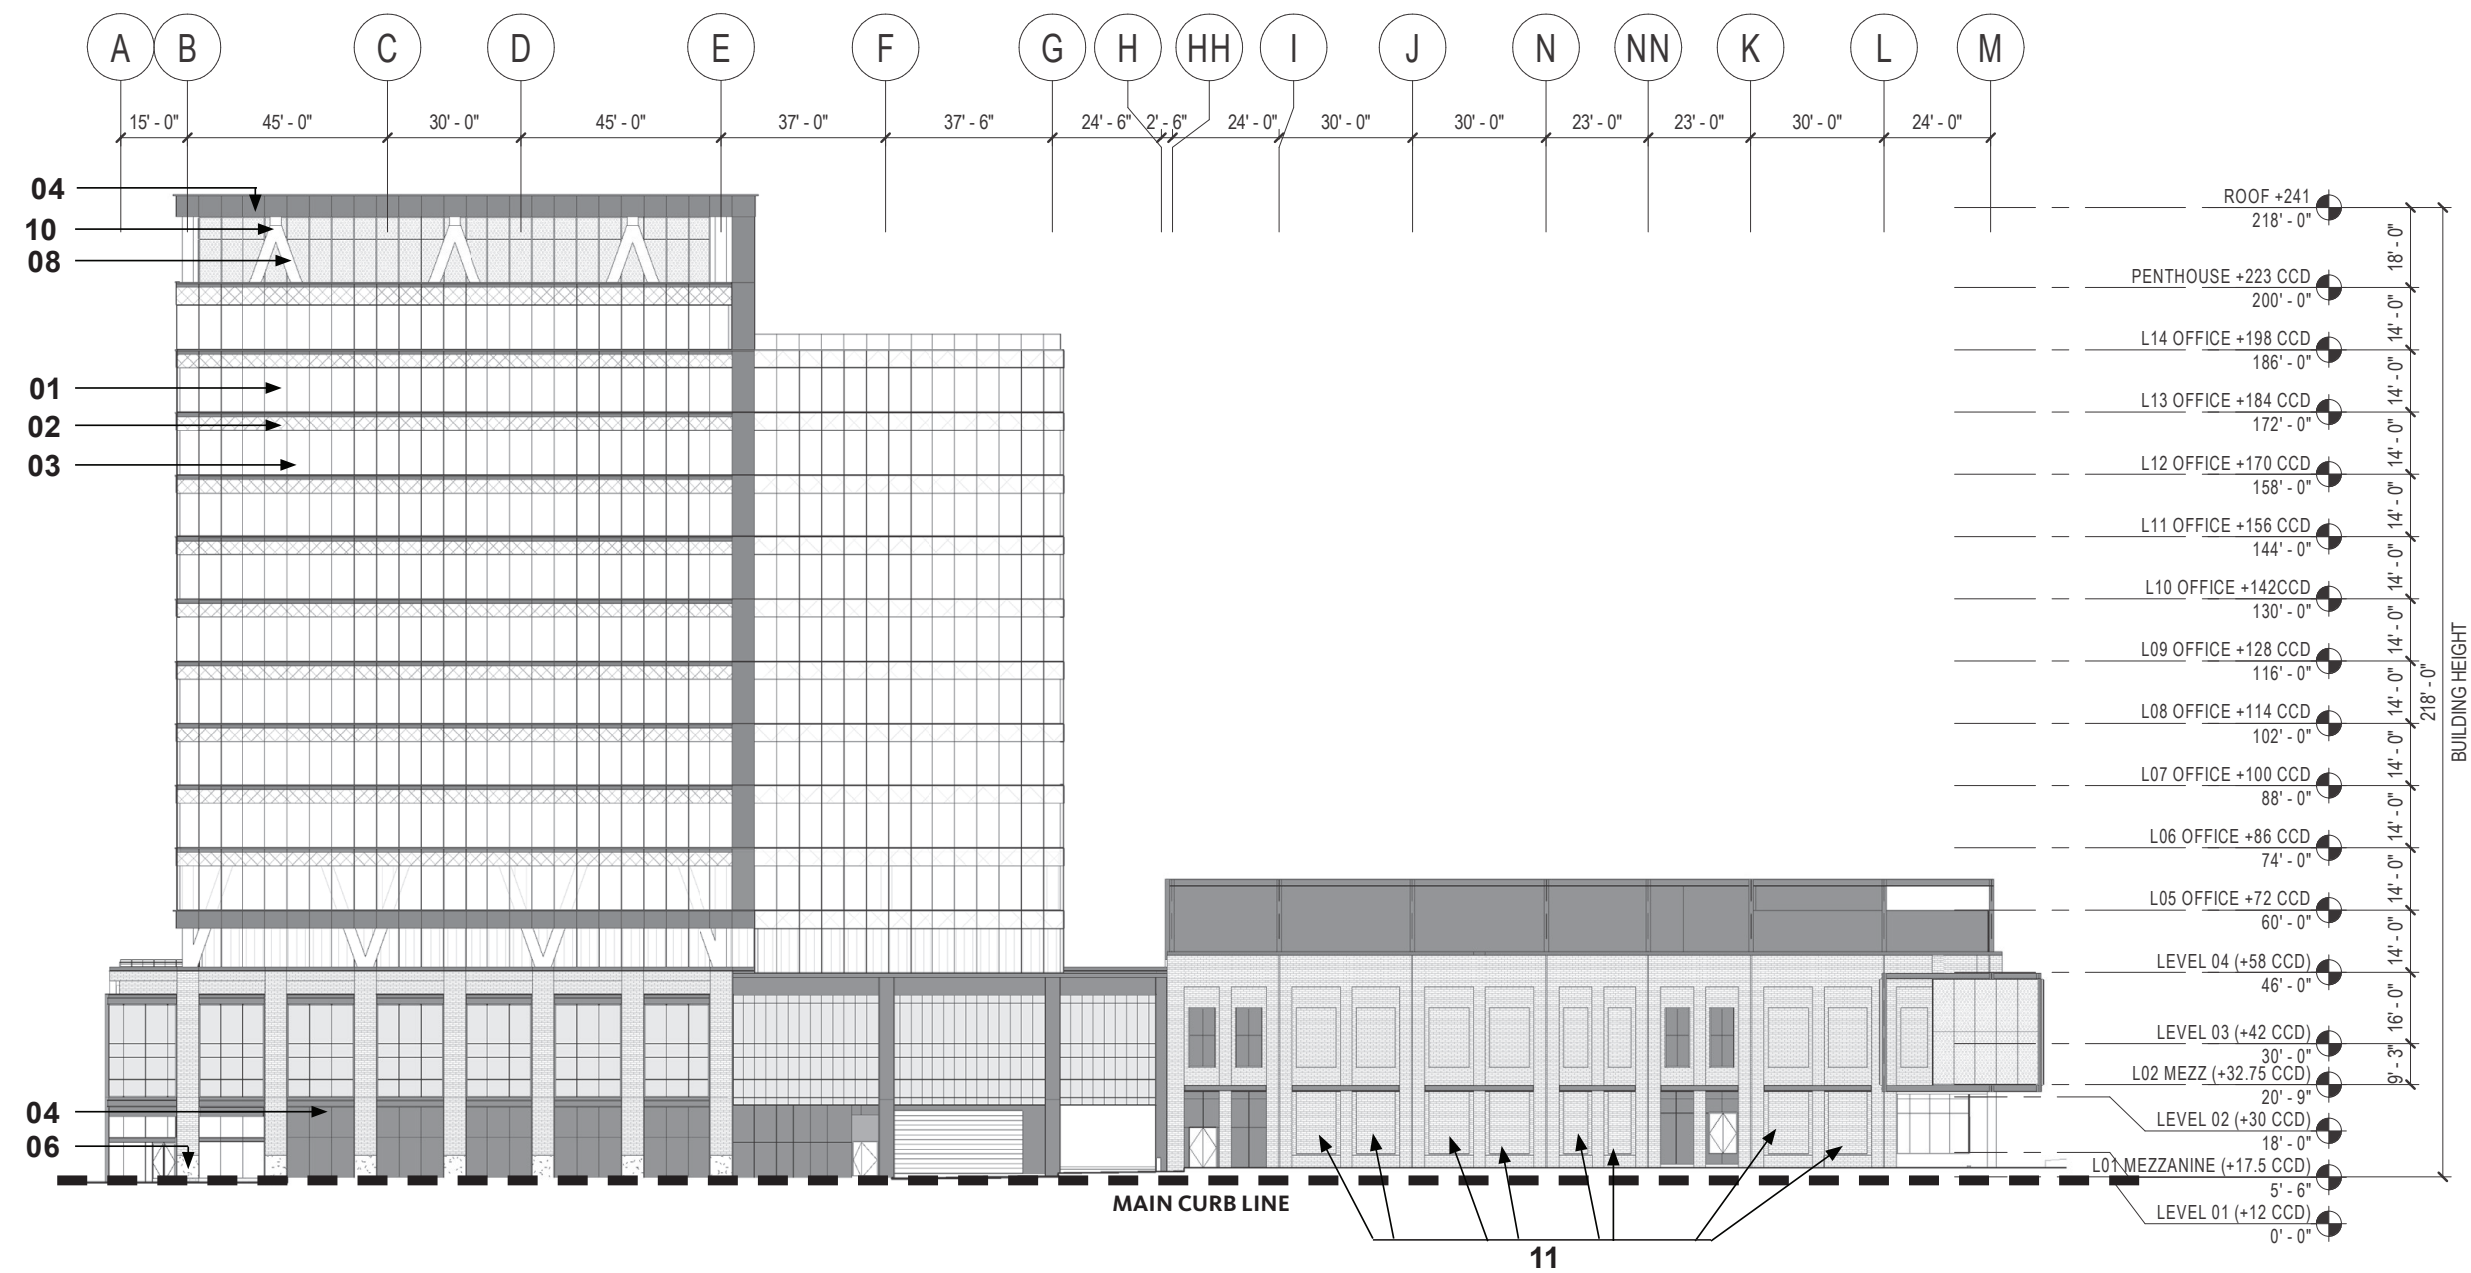 A B C D E F G H HH I J N NN K L M
15' - 0" 45' - 0" 30' - 0" 45' - 0" 37' - 0" 37' - 6" 24' - 6" 2' - 6" 24' - 0" 30' - 0" 30' - 0" 23' - 0" 23' - 0" 30' - 0" 24' - 0"
04
10
08
01
02
03
04
06
ROOF +241
218' - 0"
18' - 0"
PENTHOUSE +223 CCD
200' - 0"
14' - 0"
L14 OFFICE +198 CCD
186' - 0"
14' - 0"
L13 OFFICE +184 CCD
172' - 0"
14' - 0"
L12 OFFICE +170 CCD
158' - 0"
14' - 0"
L11 OFFICE +156 CCD
144' - 0"
14' - 0"
L10 OFFICE +142CCD
130' - 0"
14' - 0"
L09 OFFICE +128 CCD
116' - 0"
14' - 0"
L08 OFFICE +114 CCD
102' - 0"
14' - 0"
L07 OFFICE +100 CCD
88' - 0"
14' - 0"
L06 OFFICE +86 CCD
74' - 0"
14' - 0"
L05 OFFICE +72 CCD
60' - 0"
14' - 0"
LEVEL 04 (+58 CCD)
46' - 0"
16' - 0"
LEVEL 03 (+42 CCD)
30' - 0"
9' - 3"
L02 MEZZ (+32.75 CCD)
20' - 9"
LEVEL 02 (+30 CCD)
18' - 0"
L01 MEZZANINE (+17.5 CCD)
5' - 6"
LEVEL 01 (+12 CCD)
0' - 0"
218' - 0"
BUILDING HEIGHT
MAIN CURB LINE
11